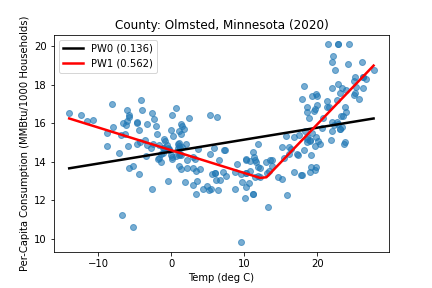 County: Olmsted, Minnesota (2020)
PW0 (0.136)
PW1 (0.562)
Per-Capita Consumption (MMBtu/1000 Households)
20
18
16
14
12
10
−10
0
10
20
Temp (deg C)